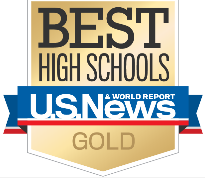 BEST
HIGH SCHOOLS
U.S.News & WORLD REPORT
GOLD